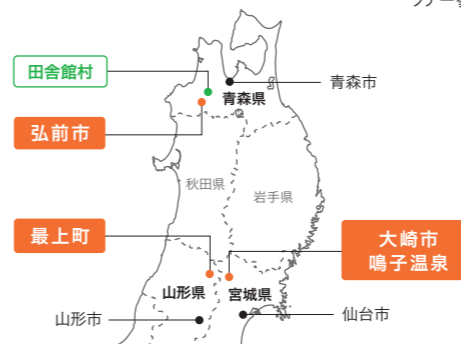 田舎館村
青森市
青森県
弘前市
秋田県
岩手県
最上町
大崎市
鳴子温泉
山形県
宮城県
山形市
仙台市